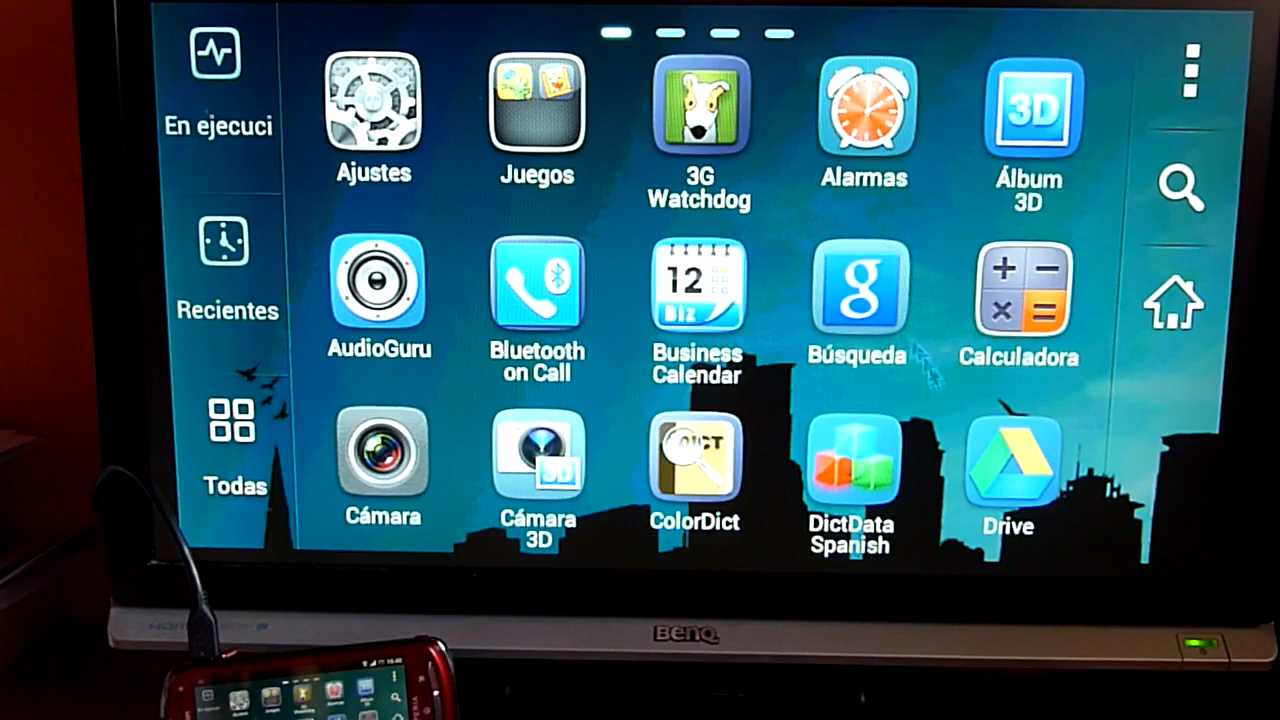 En ejecuci
Recientes
Todas
Ajustes
Juegos
3G
Watchdog
Alarmas
3D
Álbum
3D
AudioGuru
Bluetooth
on Call
12
Biz
Business
Calendar
g
Búsqueda
Calculadora
Cámara
3D
Cámara
3D
DICT
ColorDict
DictData
Spanish
Drive
HDMI
BenQ